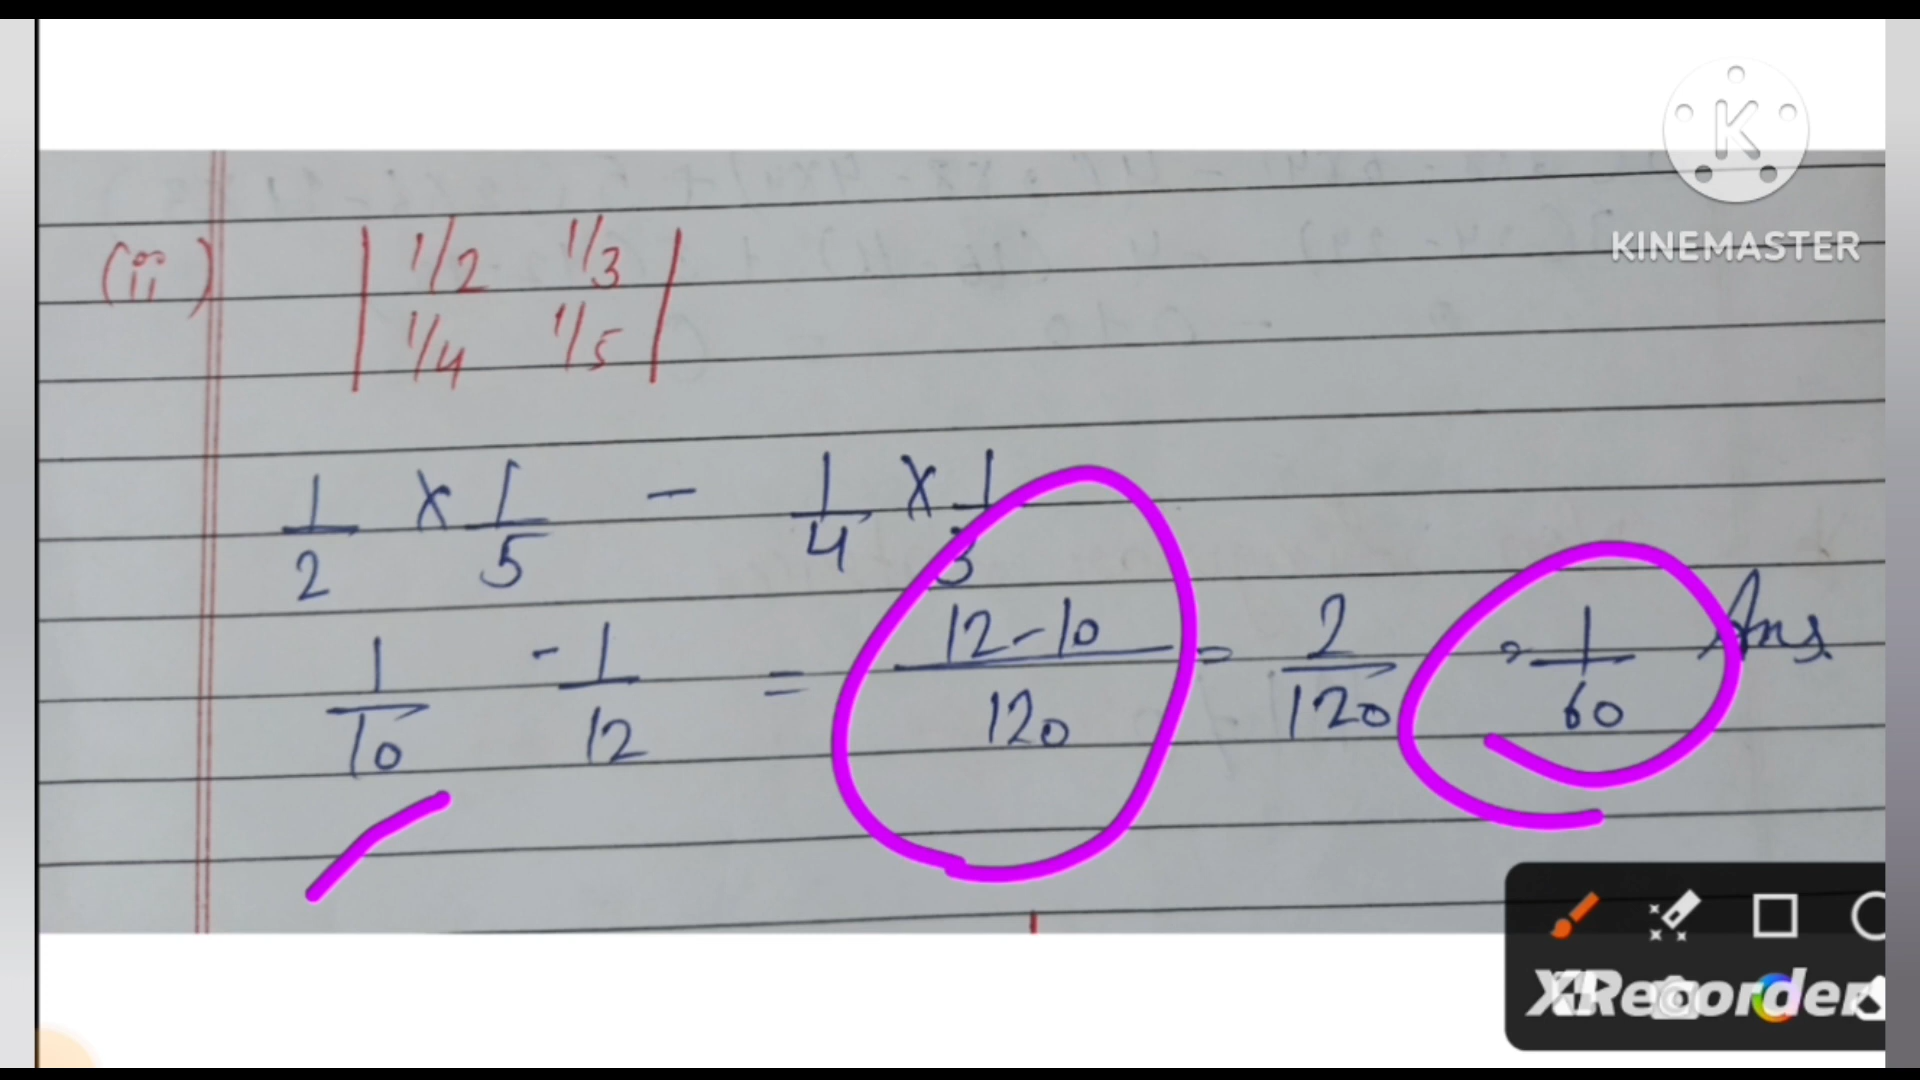 KINEMASTER
(ii) | 1/2 1/3 |
| 1/4 1/5 |
1/2 × 1/5 - 1/4 × 1/3
1/10 - 1/12 = 12-10/120 = 2/120 = 1/60 Ans
XRecorder